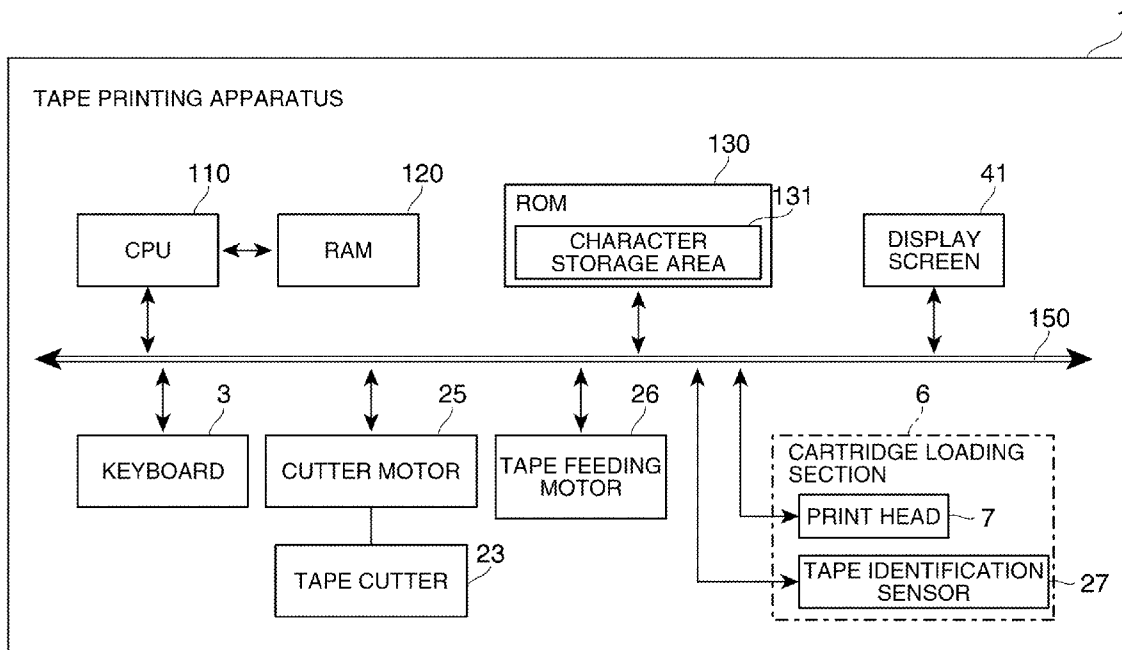 1
TAPE PRINTING APPARATUS
110
120
130
41
CPU
RAM
ROM
131
CHARACTER
STORAGE AREA
DISPLAY
SCREEN
150
3
25
26
6
KEYBOARD
CUTTER MOTOR
TAPE FEEDING
MOTOR
CARTRIDGE LOADING
SECTION
PRINT HEAD
7
TAPE CUTTER
23
TAPE IDENTIFICATION
SENSOR
27